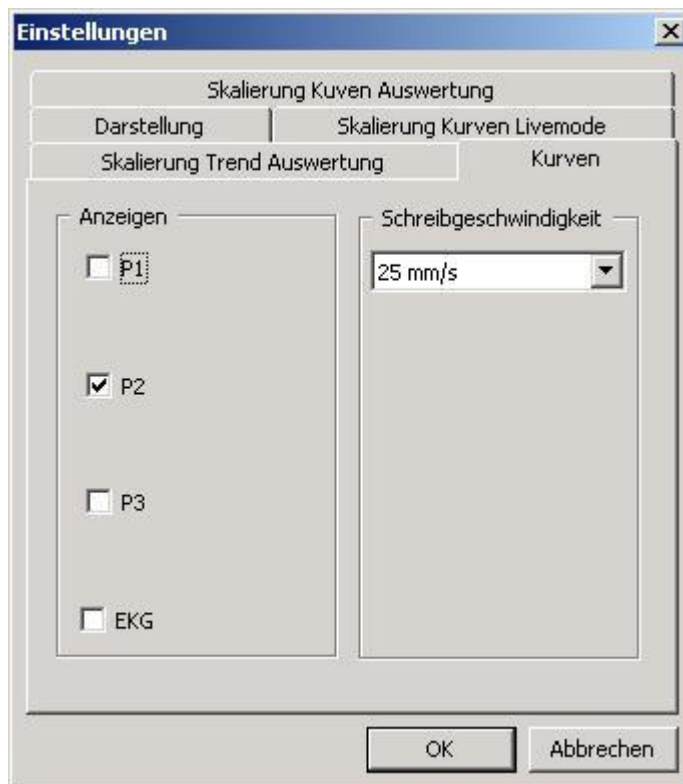 Einstellungen
Skalierung Kuven Auswertung
Darstellung
Skalierung Kurven Livemode
Skalierung Trend Auswertung
Kurven
Anzeigen
Schreibgeschwindigkeit
P1
25 mm/s
P2
P3
EKG
OK
Abbrechen